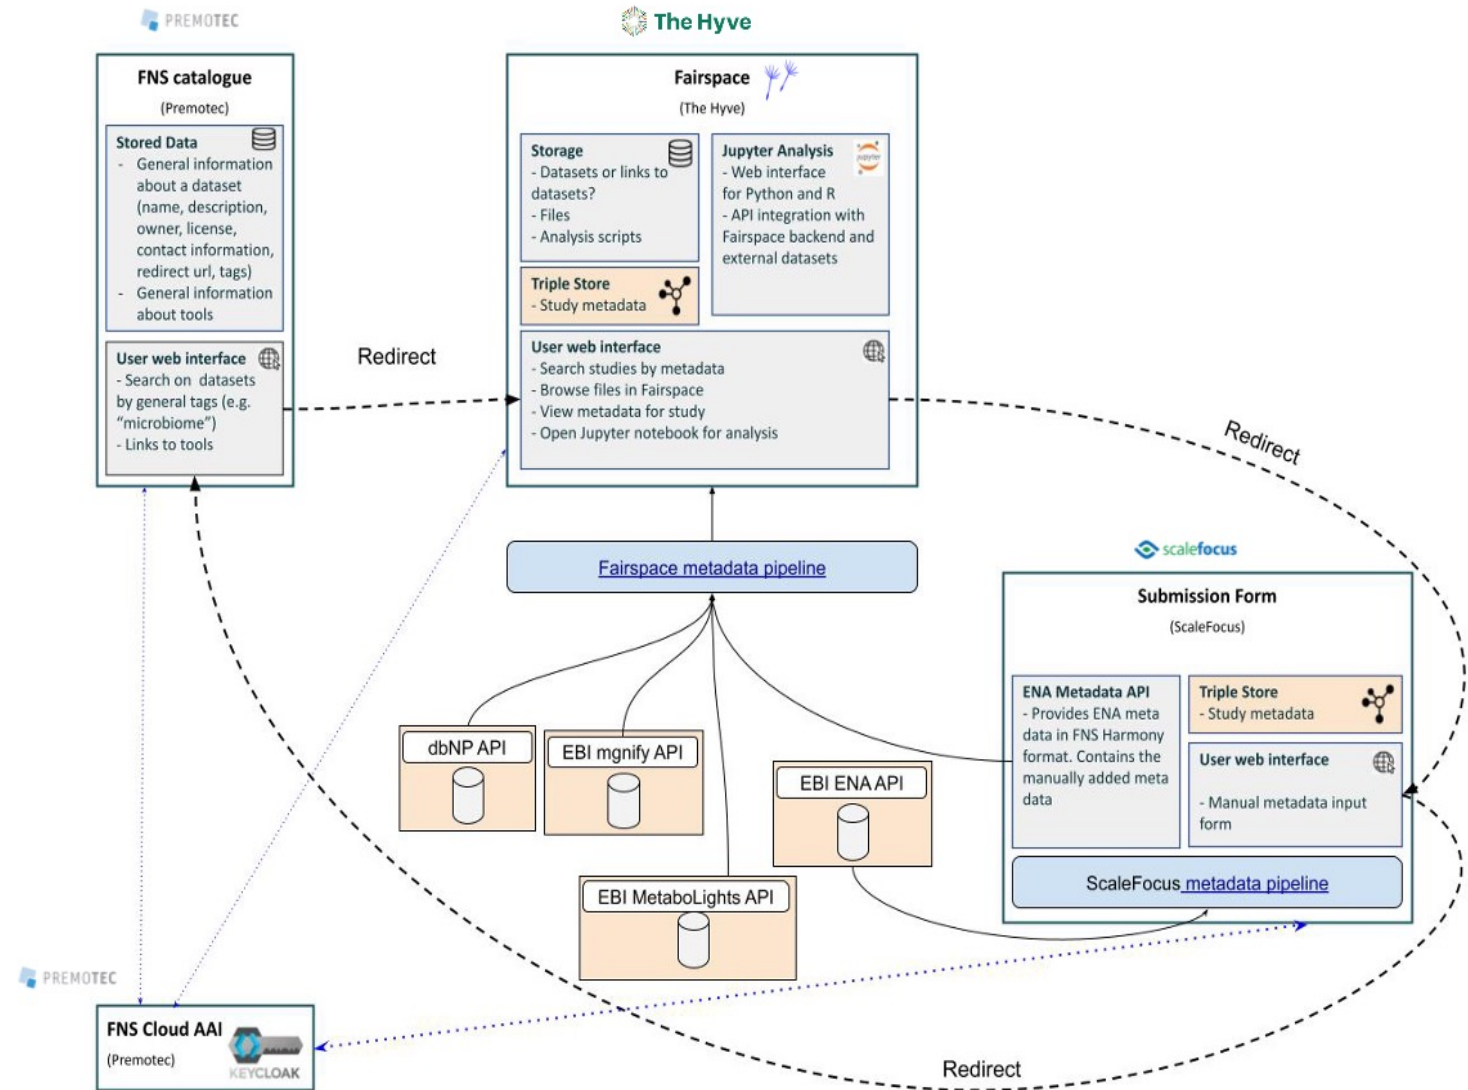 PREMOTEC
The Hyve
FNS catalogue
(Premotec)
Stored Data
- General information
about a dataset
(name, description,
owner, license,
contact information,
redirect url, tags)
- General information
about tools
User web interface
- Search on datasets
by general tags (e.g.
“microbiome”)
- Links to tools
Redirect
Fairspace
(The Hyve)
Storage
- Datasets or links to
datasets?
- Files
- Analysis scripts
Jupyter Analysis
jupyter
- Web interface
for Python and R
- API integration with
Fairspace backend and
external datasets
Triple Store
- Study metadata
User web interface
- Search studies by metadata
- Browse files in Fairspace
- View metadata for study
- Open Jupyter notebook for analysis
Redirect
Fairspace metadata pipeline
scalefocus
Submission Form
(ScaleFocus)
ENA Metadata API
- Provides ENA meta
data in FNS Harmony
format. Contains the
manually added meta
data
Triple Store
- Study metadata
User web interface
- Manual metadata input
form
ScaleFocus metadata pipeline
dbNP API
EBI mgnify API
EBI ENA API
EBI MetaboLights API
PREMOTEC
FNS Cloud AAI
(Premotec)
KEYCLOAK
Redirect